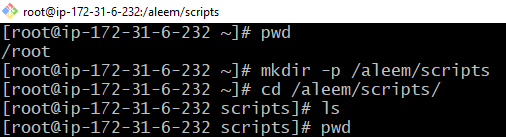 root@ip-172-31-6-232:/aleem/scripts
[root@ip-172-31-6-232 ~]# pwd
/root
[root@ip-172-31-6-232 ~]# mkdir -p /aleem/scripts
[root@ip-172-31-6-232 ~]# cd /aleem/scripts/
[root@ip-172-31-6-232 scripts]# ls
[root@ip-172-31-6-232 scripts]# pwd